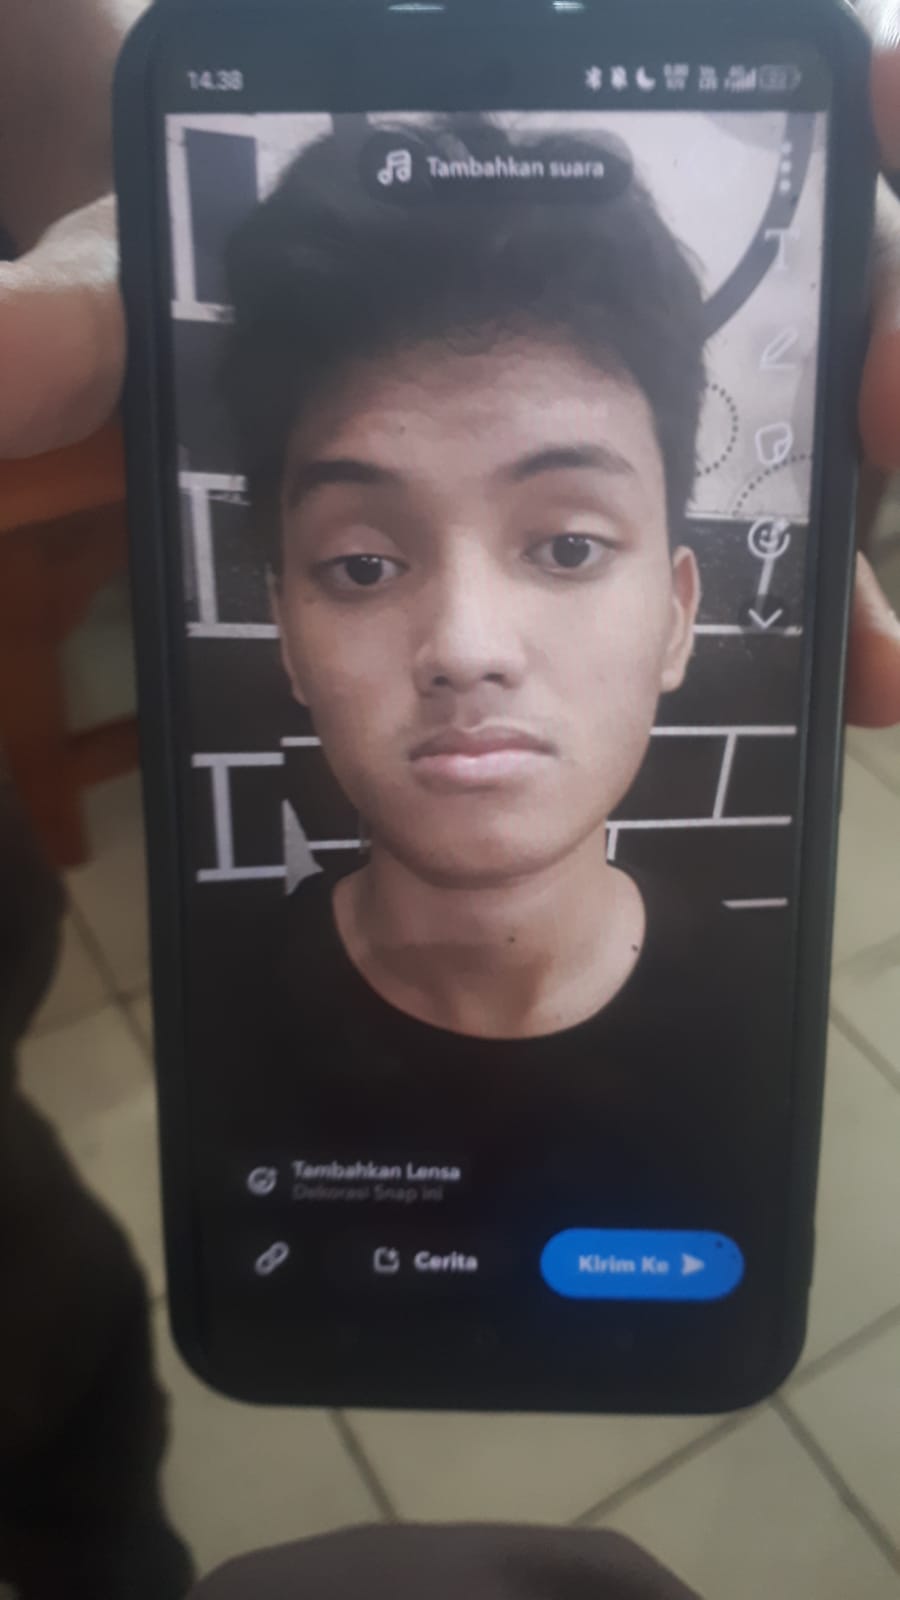 14.38
Tambahkan suara
T
Tambahkan Lensa
Dekorasi Snap ini
Cerita
Kirim Ke